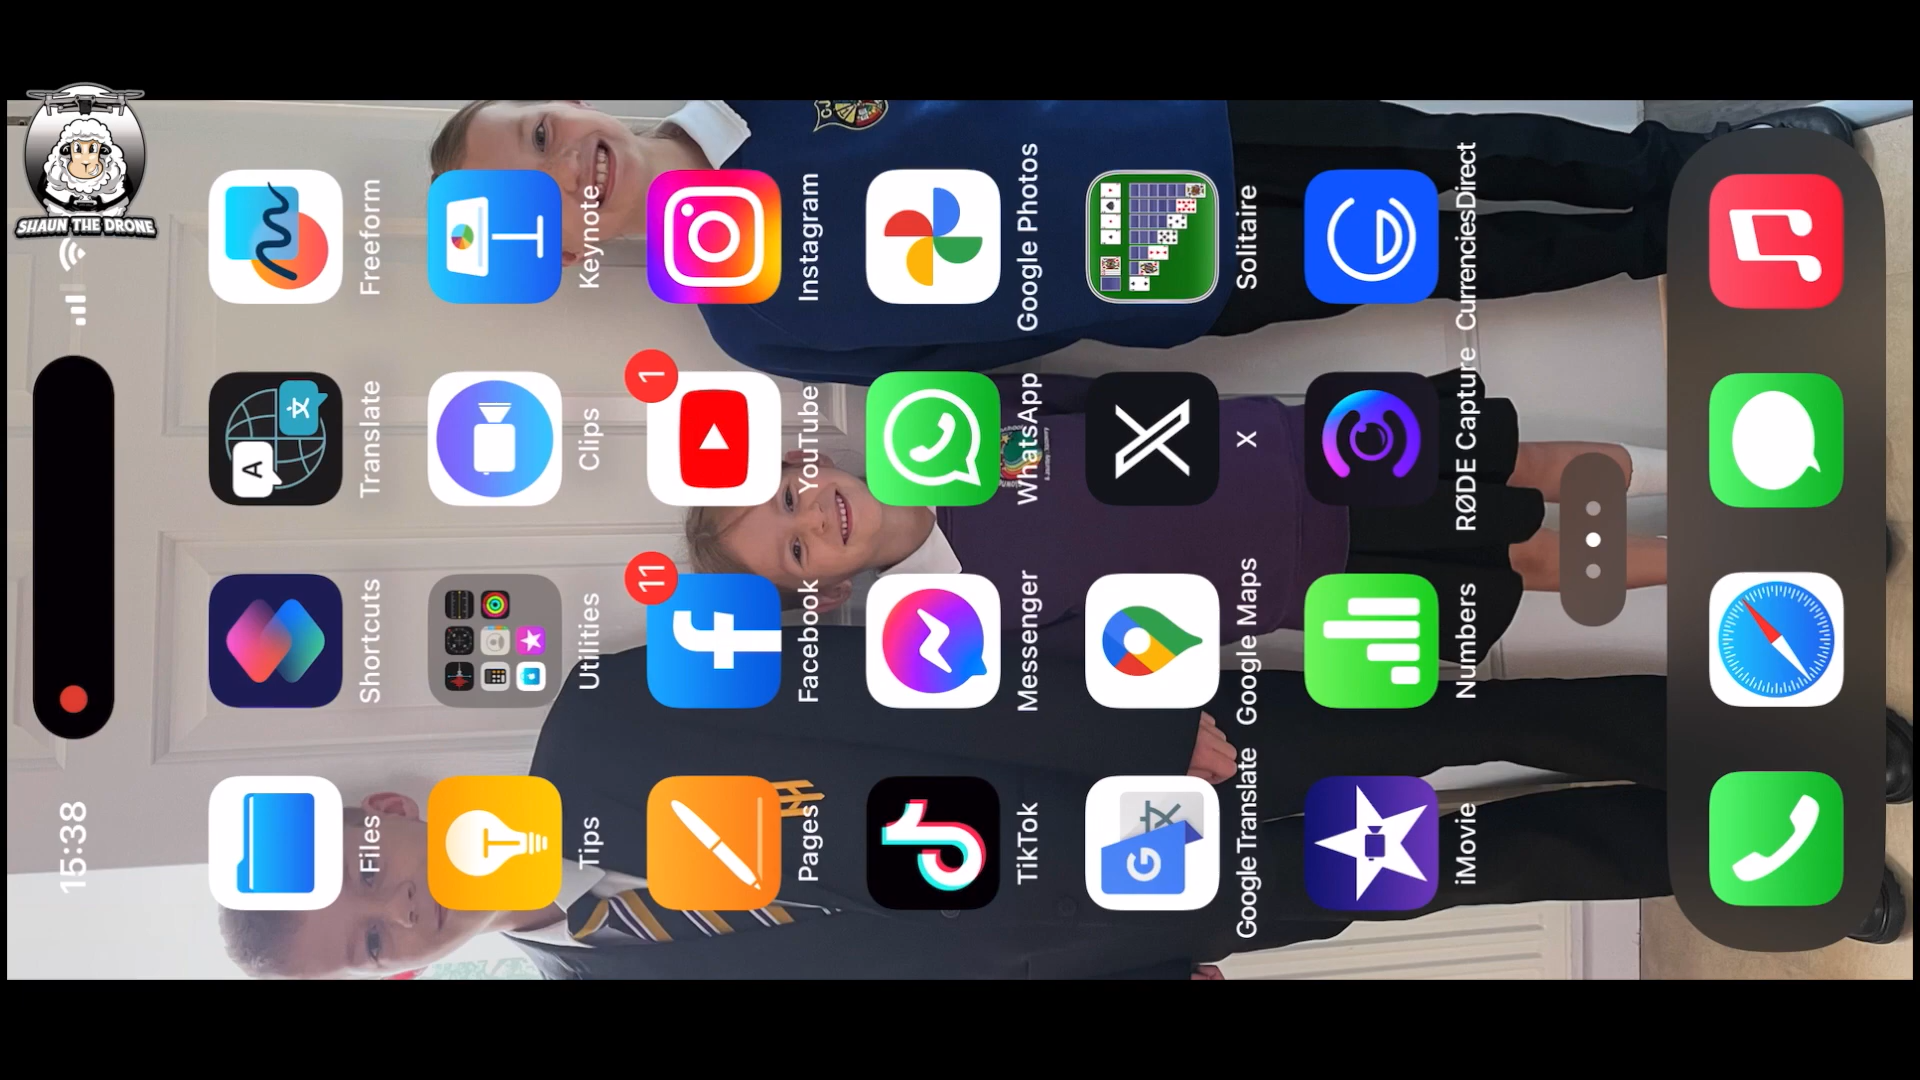 SHAUN THE DRONE
15:38
Files
Shortcuts
Translate
Freeform
Tips
Utilities
Clips
Keynote
Pages
11
Facebook
1
YouTube
Instagram
TikTok
Messenger
WhatsApp
Google Photos
Google Translate
Google Maps
X
Solitaire
iMovie
Numbers
RØDE Capture
CurrenciesDirect